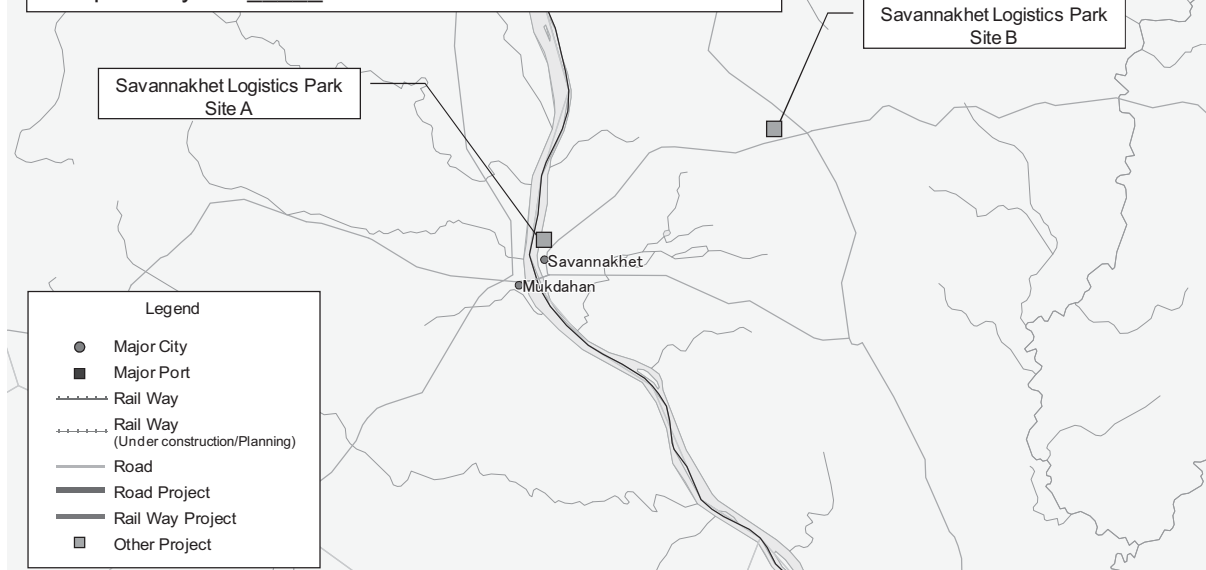 Savannakhet Logistics Park
Site B
Savannakhet Logistics Park
Site A
Savannakhet
Mukdahan
Legend
Major City
Major Port
Rail Way
Rail Way
(Under construction/Planning)
Road
Road Project
Rail Way Project
Other Project